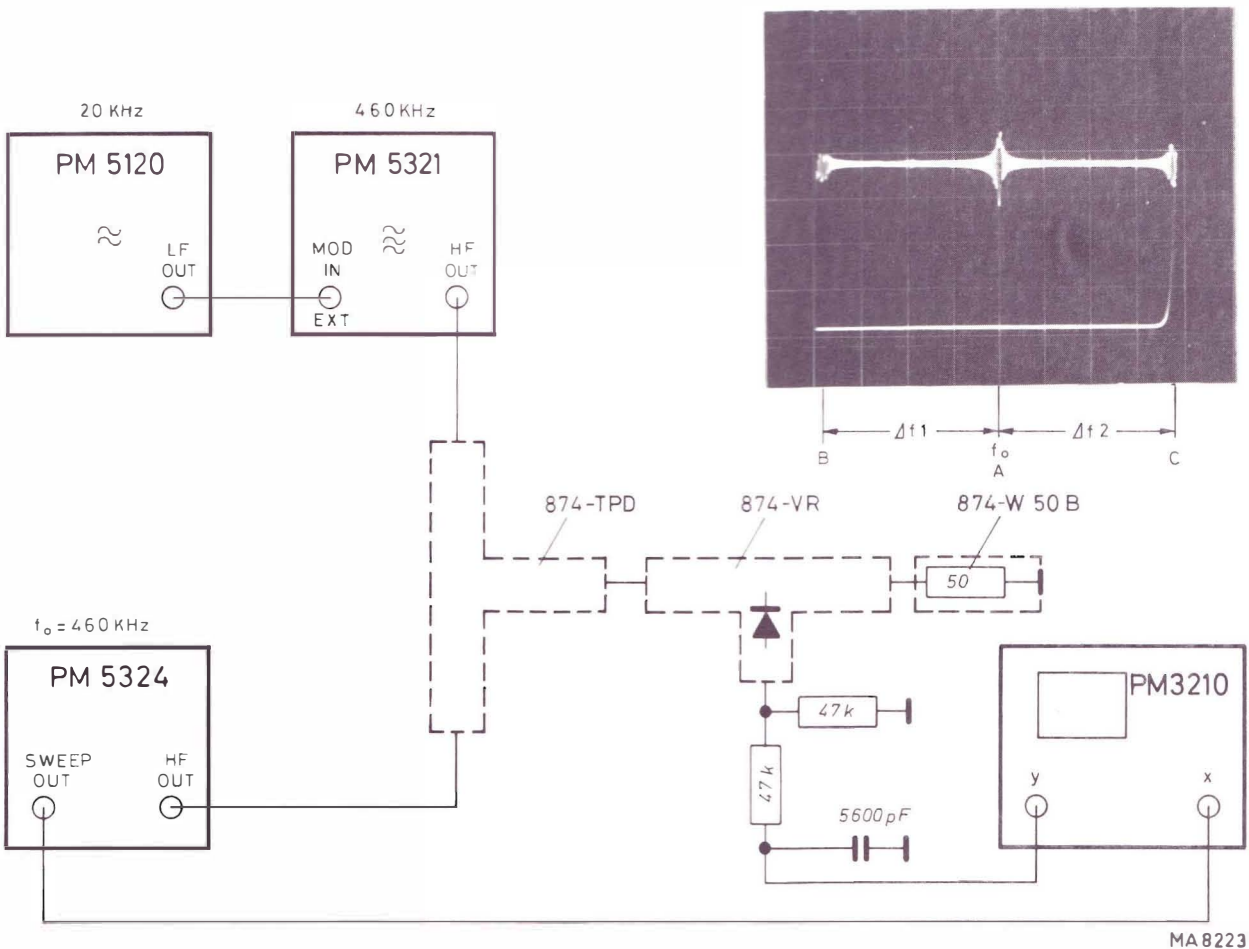 20 KHz
460 KHz
PM 5120
PM 5321
≈
LF
OUT
MOD
IN
EXT
HF
OUT
Δf1
Δf2
B
fo
A
C
874-TPD
874-VR
874-W 50 B
50
fo = 460 KHz
PM 5324
SWEEP
OUT
HF
OUT
47k
47k
5600pF
PM3210
y
x
MA 8223